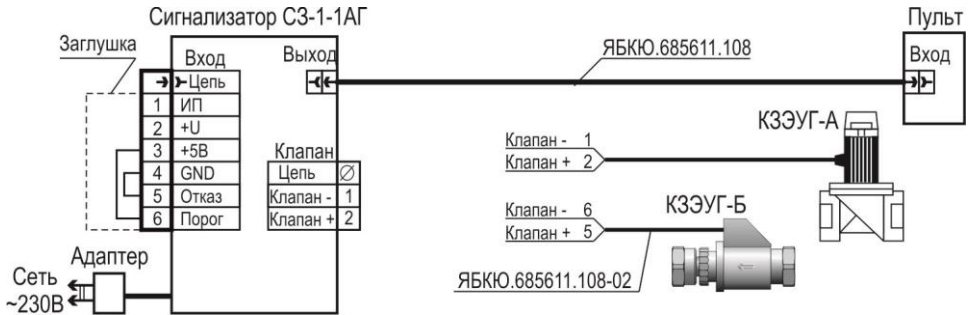 Сигнализатор СЗ-1-1АГ
Пульт
Заглушка
Вход
Выход
ЯБКЮ.685611.108
Вход
Цепь
1 ИП
2 +U
3 +5В
4 GND
5 Отказ
6 Порог
Клапан
Цепь ∅
Клапан - 1
Клапан + 2
КЗЭУГ-А
Клапан - 1
Клапан + 2
КЗЭУГ-Б
Клапан - 6
Клапан + 5
ЯБКЮ.685611.108-02
Адаптер
Сеть
~230В